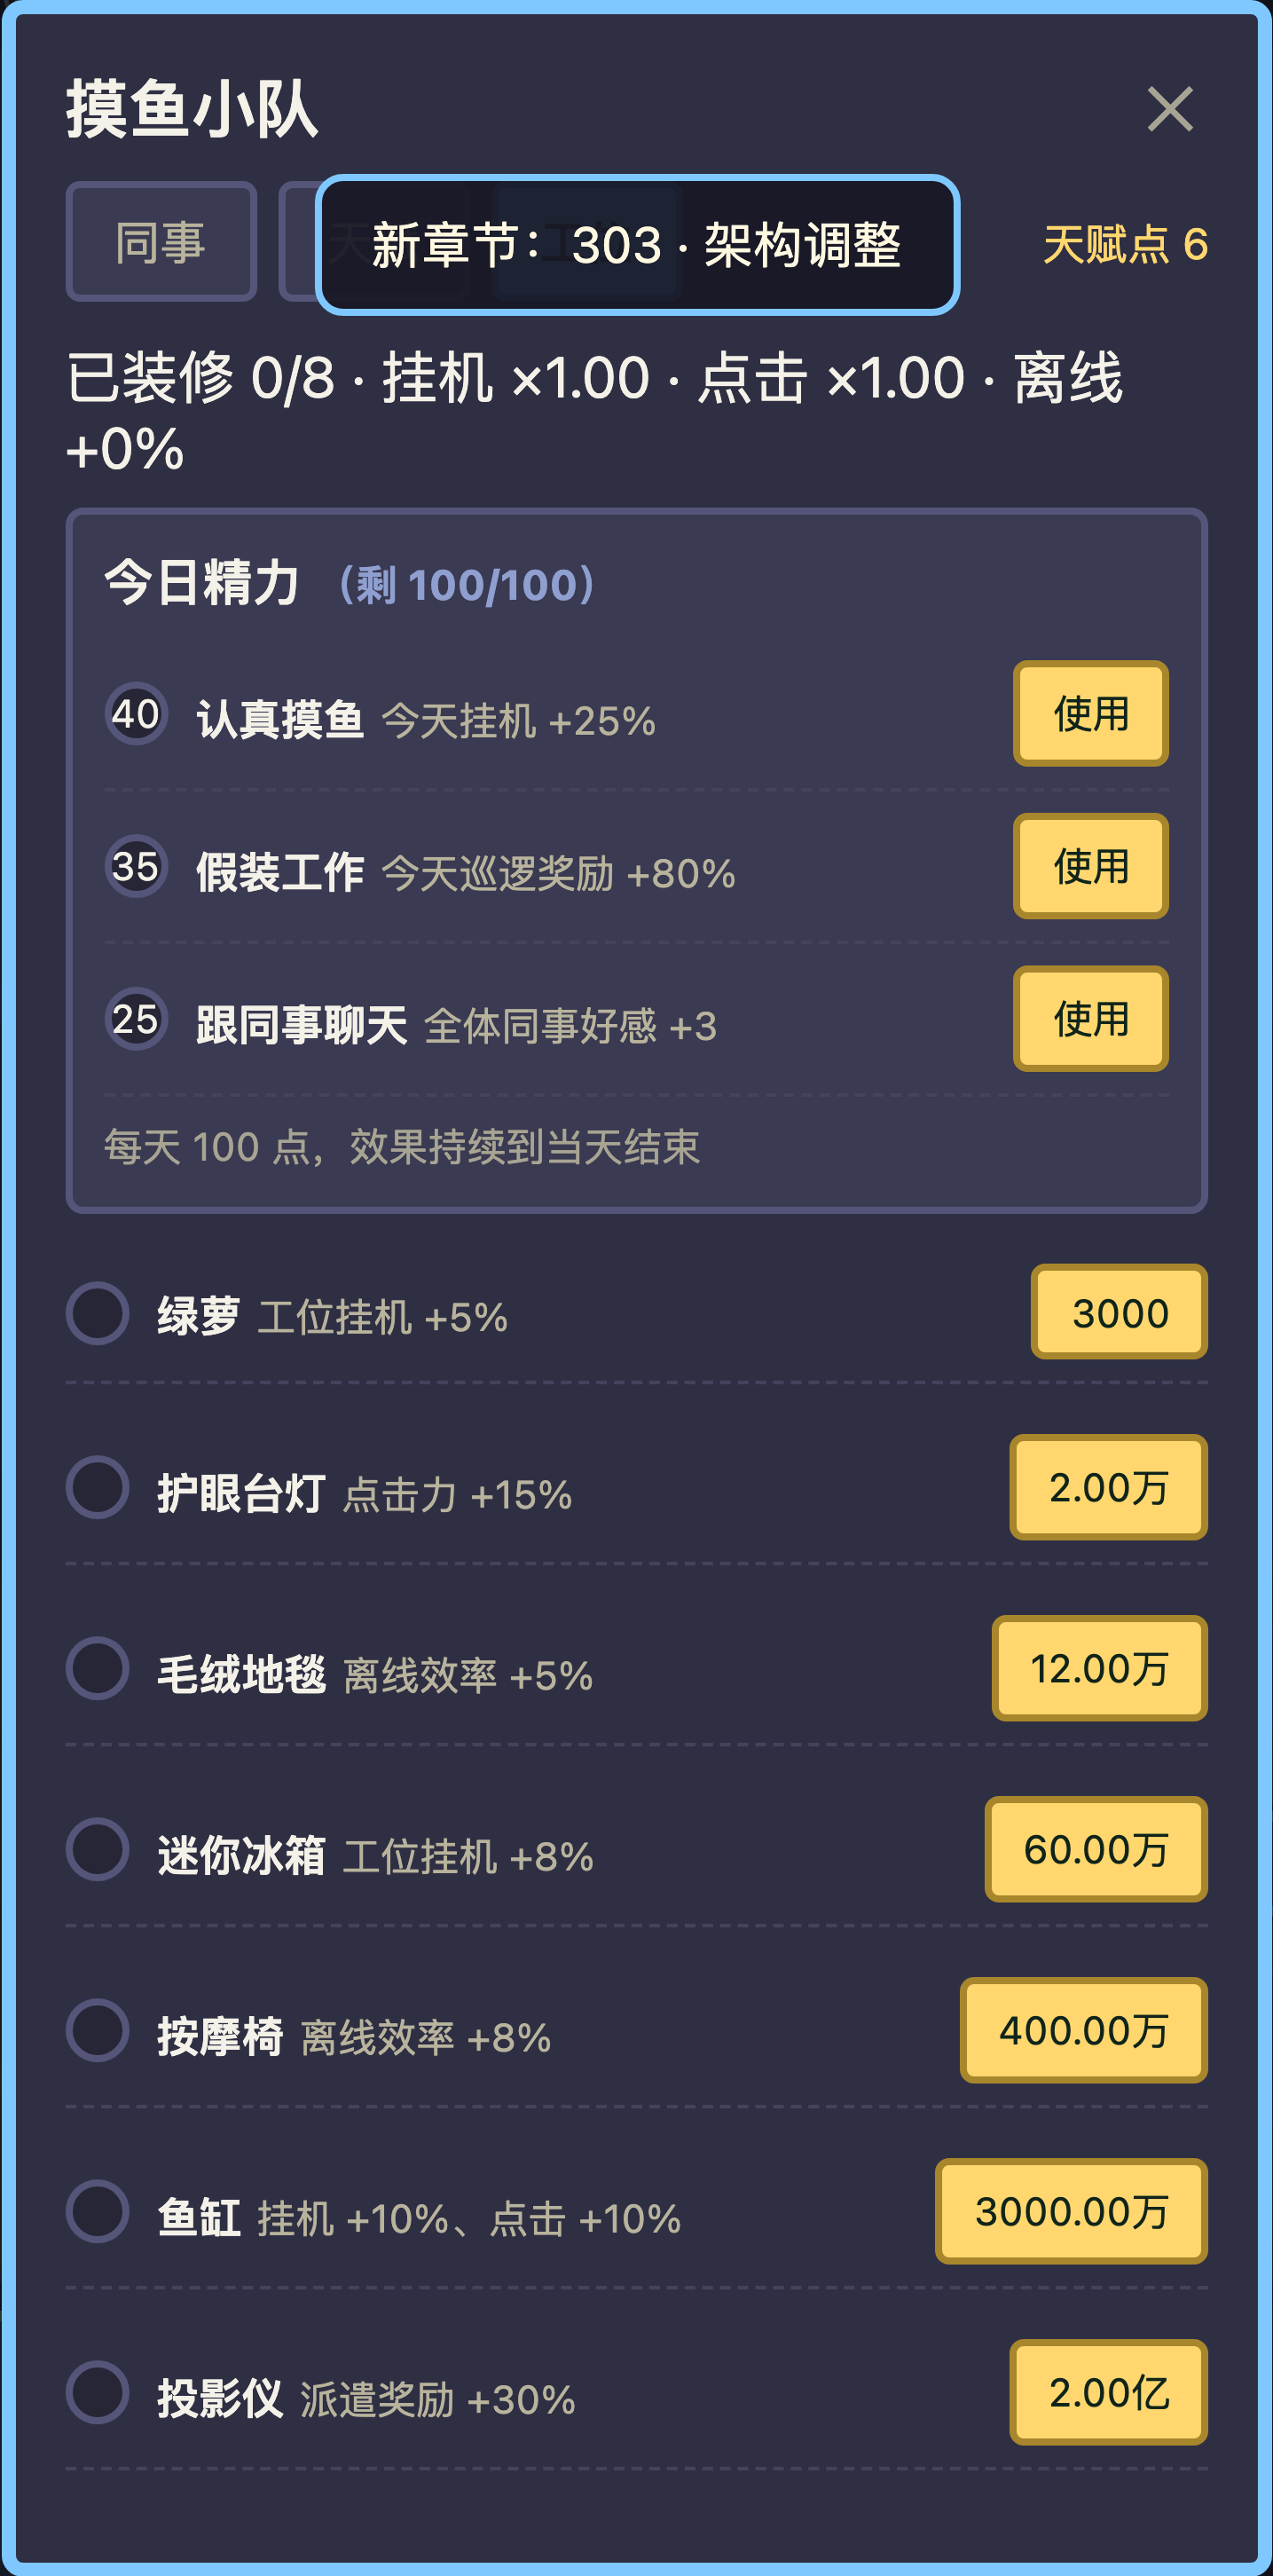 摸鱼小队
同事
新章节：303 · 架构调整
天赋点 6
已装修 0/8 · 挂机 ×1.00 · 点击 ×1.00 · 离线
+0%
今日精力 （剩 100/100）
40 认真摸鱼 今天挂机 +25% 使用
35 假装工作 今天巡逻奖励 +80% 使用
25 跟同事聊天 全体同事好感 +3 使用
每天 100 点，效果持续到当天结束
绿萝 工位挂机 +5% 3000
护眼台灯 点击力 +15% 2.00万
毛绒地毯 离线效率 +5% 12.00万
迷你冰箱 工位挂机 +8% 60.00万
按摩椅 离线效率 +8% 400.00万
鱼缸 挂机 +10%、点击 +10% 3000.00万
投影仪 派遣奖励 +30% 2.00亿